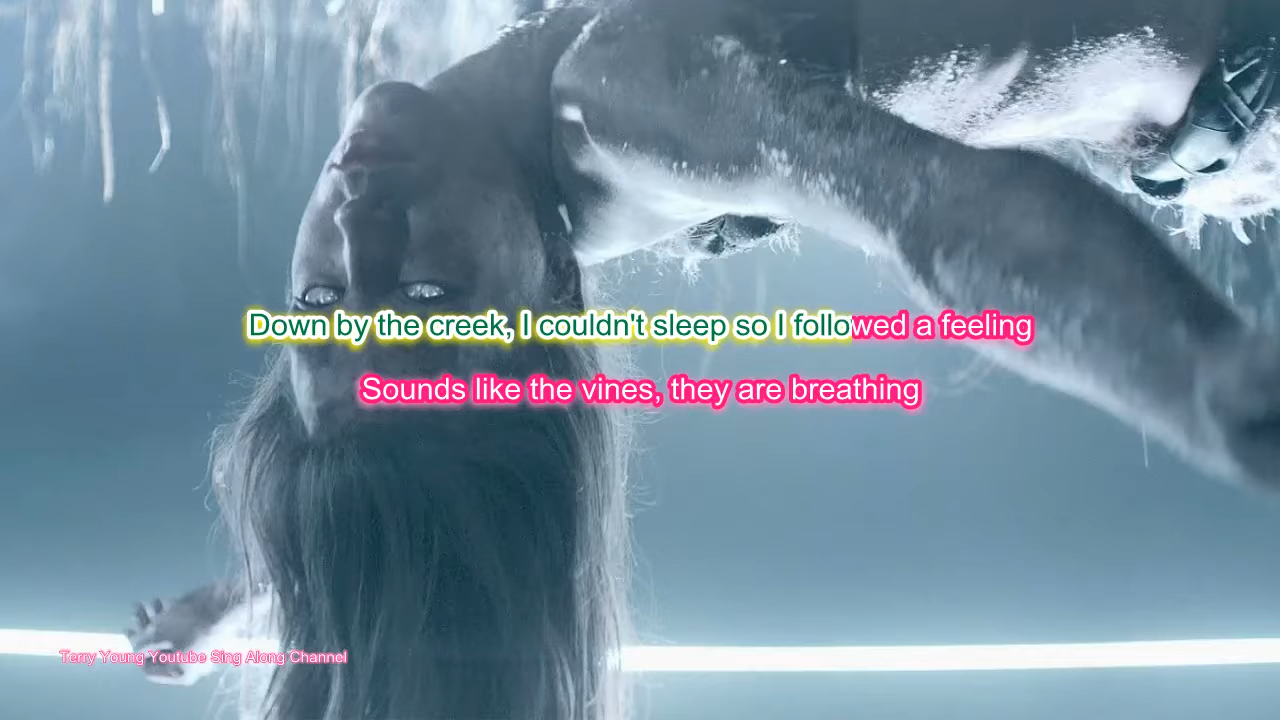 Down by the creek, I couldn't sleep so I followed a feeling
Sounds like the vines, they are breathing
Terry Young Youtube Sing Along Channel